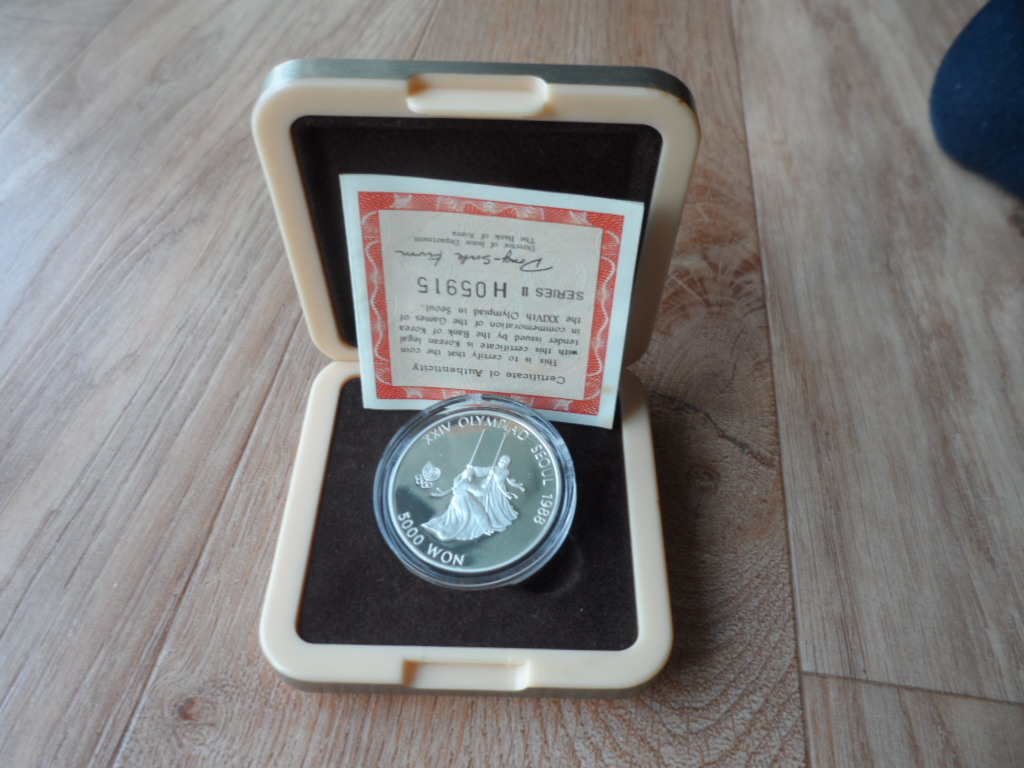 Certificate of Authenticity
This is to certify that the coin
with this certificate is Korean legal
tender issued by the Bank of Korea
in commemoration of the Games of
the XXIVth Olympiad in Seoul.
SERIES II H05915
Director of Issue Department
The Bank of Korea
XXIV OLYMPIAD SEOUL 1988
5000 WON